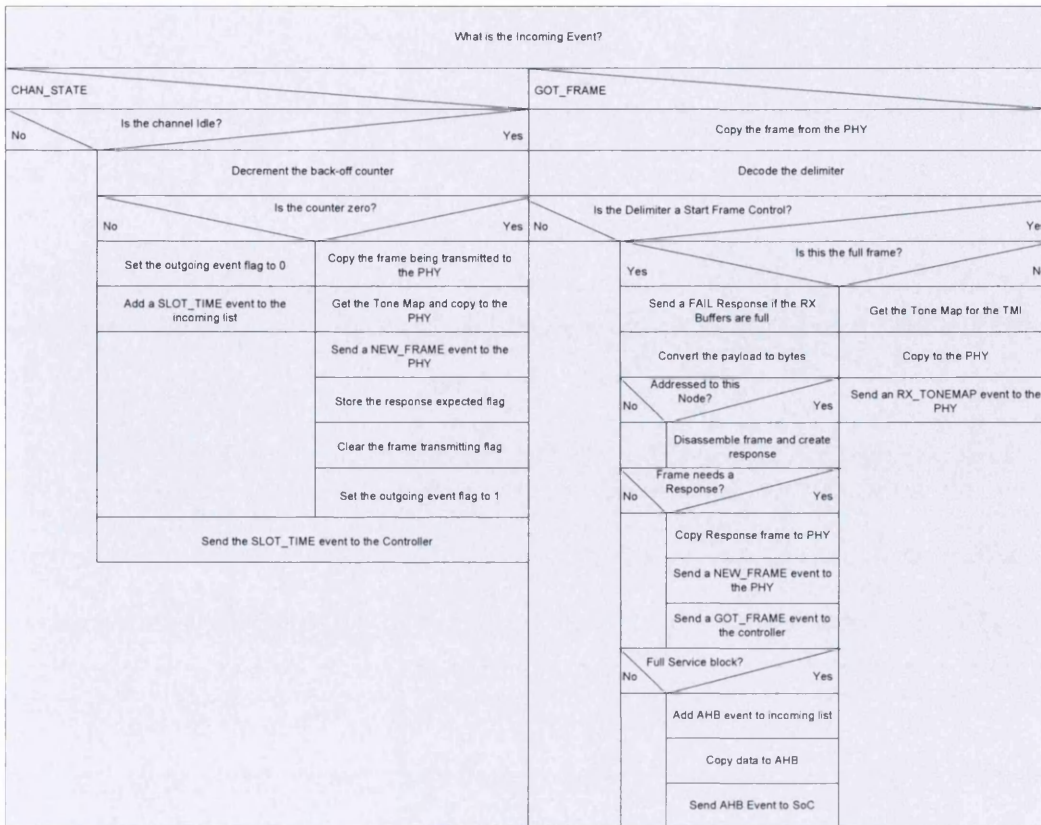 What is the Incoming Event?
CHAN_STATE
GOT_FRAME
Is the channel Idle?
No
Yes
Copy the frame from the PHY
Decrement the back-off counter
Decode the delimiter
Is the counter zero?
No
Yes
Is the Delimiter a Start Frame Control?
No
Yes
Set the outgoing event flag to 0
Copy the frame being transmitted to
the PHY
Is this the full frame?
Yes
No
Add a SLOT_TIME event to the
incoming list
Get the Tone Map and copy to the
PHY
Send a FAIL Response if the RX
Buffers are full
Get the Tone Map for the TMI
Send a NEW_FRAME event to the
PHY
Convert the payload to bytes
Copy to the PHY
Store the response expected flag
Addressed to this
Node?
No
Yes
Send an RX_TONEMAP event to the
PHY
Clear the frame transmitting flag
Disassemble frame and create
response
Set the outgoing event flag to 1
Frame needs a
Response?
No
Yes
Send the SLOT_TIME event to the Controller
Copy Response frame to PHY
Send a NEW_FRAME event to
the PHY
Send a GOT_FRAME event to
the controller
Full Service block?
No
Yes
Add AHB event to incoming list
Copy data to AHB
Send AHB Event to SoC